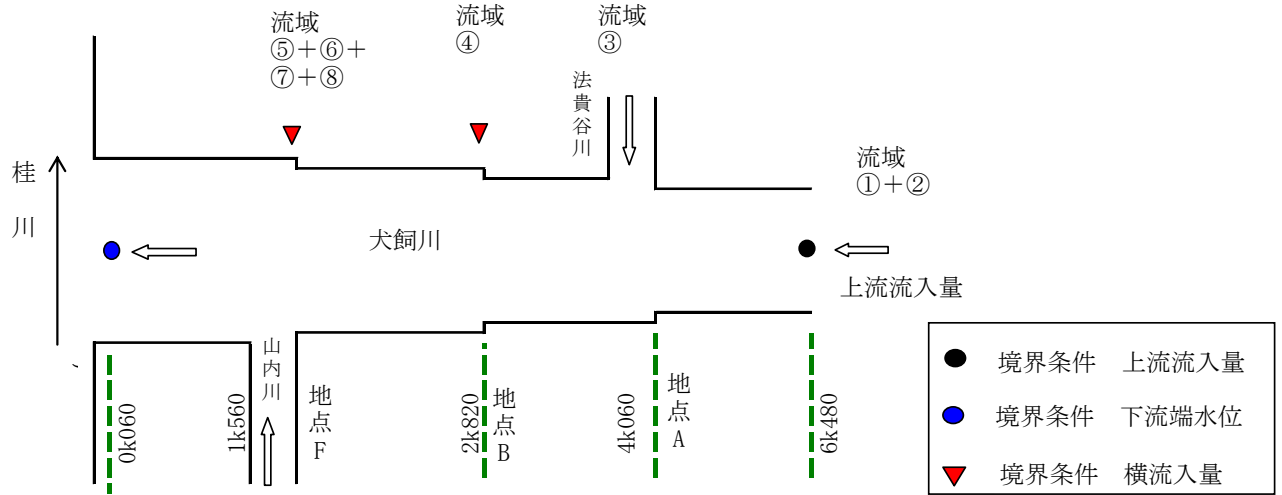 流域
⑤+⑥+
⑦+⑧
流域
④
流域
③
法貴谷川
流域
①+②
桂川
犬飼川
上流流入量
山内川
地点F
地点B
地点A
0k060
1k560
2k820
4k060
6k480
境界条件 上流流入量
境界条件 下流端水位
境界条件 横流入量